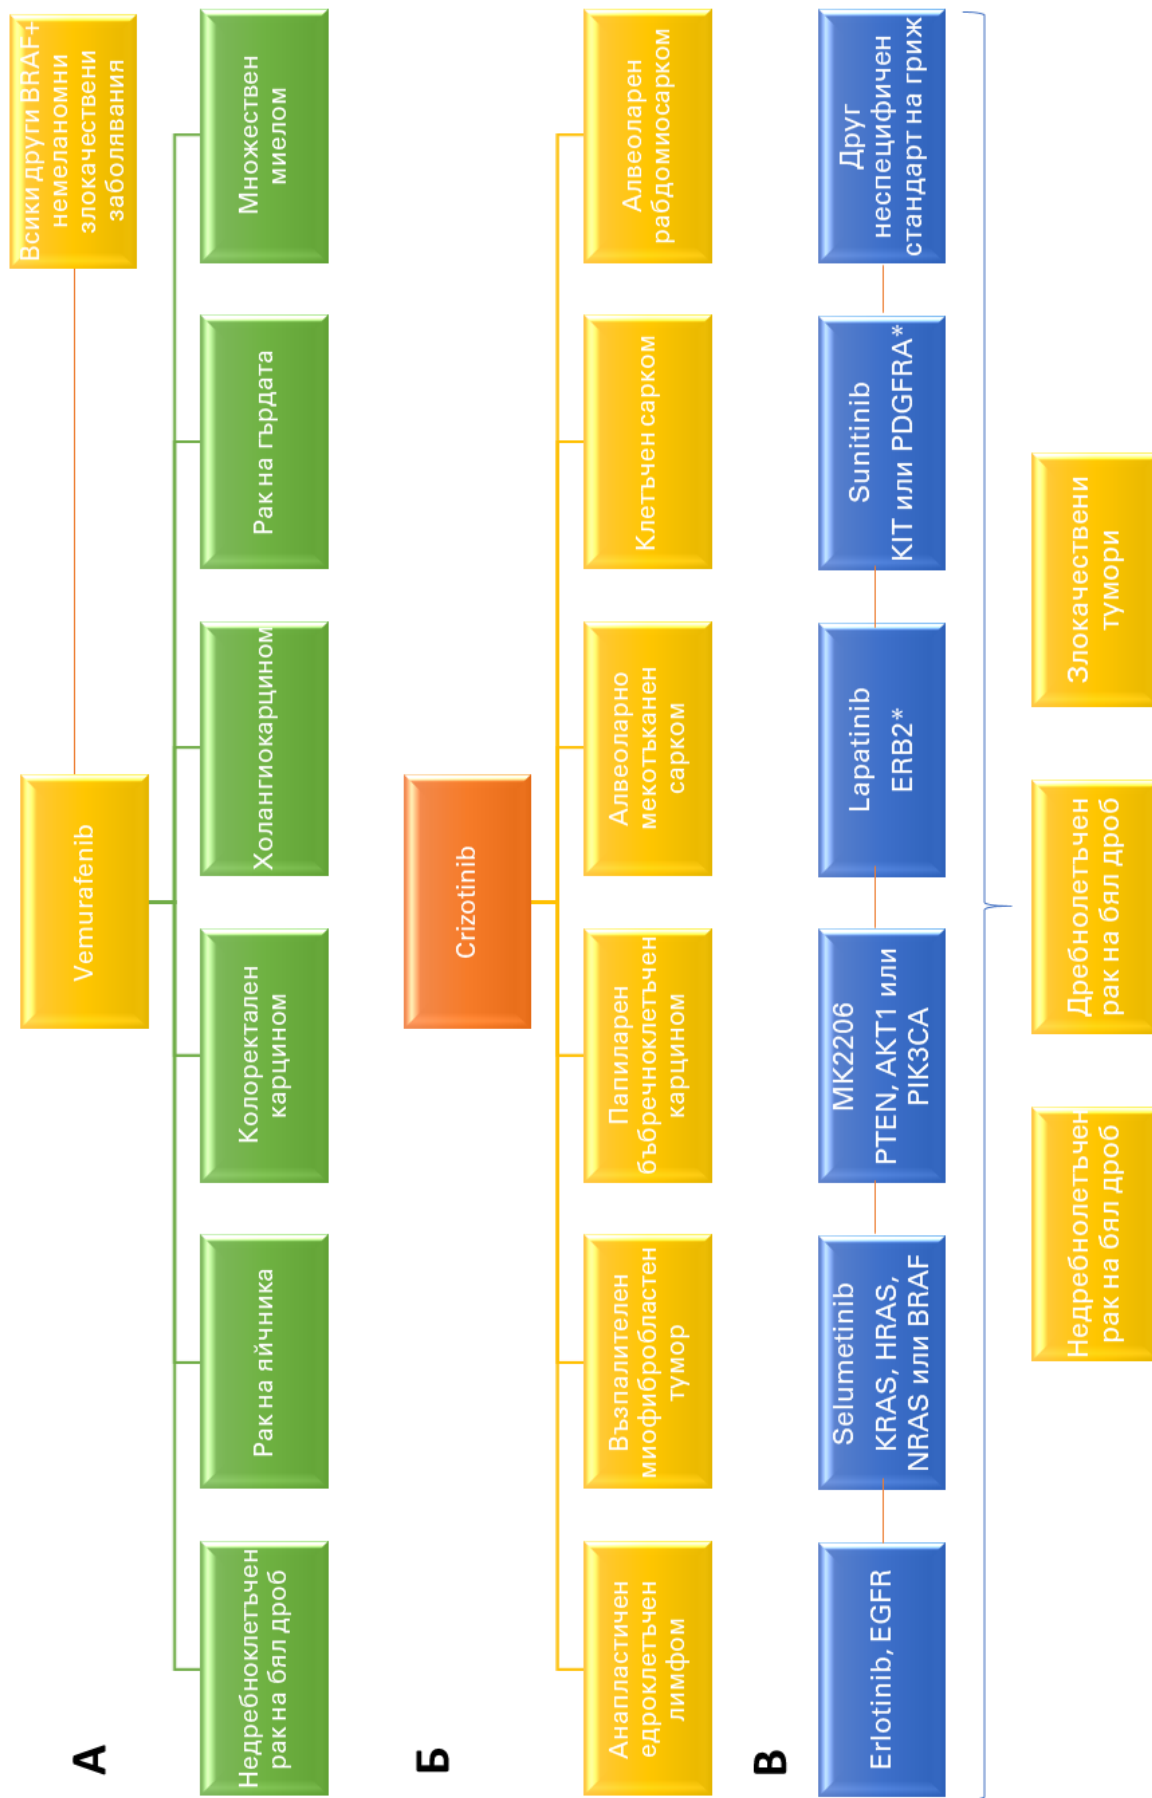 А
Vemurafenib
Всики други BRAF+
немеланомни
злокачествени
заболявания
Недребноклетъчен
рак на бял дроб
Рак на яйчника
Колоректален
карцином
Холангиокарцином
Рак на гърдата
Множествен
миелом
Б
Crizotinib
Анапластичен
едроклетъчен
лимфом
Възпалителен
миофибробластен
тумор
Папиларен
бъбречноклетъчен
карцином
Алвеоларно
мекотъканен
сарком
Клетъчен сарком
Алвеоларен
рабдомиосарком
В
Erlotinib, EGFR
Selumetinib
KRAS, HRAS,
NRAS или BRAF
MK2206
PTEN, AKT1 или
PIK3CA
Lapatinib
ERB2*
Sunitinib
KIT или PDGFRA*
Друг
неспецифичен
стандарт на гриж
Недребнолетъчен
рак на бял дроб
Дребнолетъчен
рак на бял дроб
Злокачествени
тумори